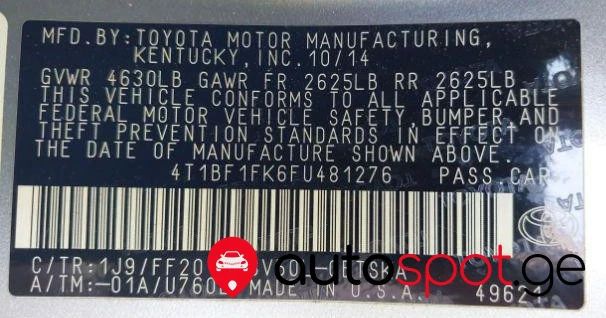 MFD. BY: TOYOTA MOTOR MANUFACTURING,
KENTUCKY, INC. 10/14
GVWR 4630LB GAWR FR 2625LB RR 2625LB
THIS VEHICLE CONFORMS TO ALL APPLICABLE
FEDERAL MOTOR VEHICLE SAFETY, BUMPER, AND
THEFT PREVENTION STANDARDS IN EFFECT ON
THE DATE OF MANUFACTURE SHOWN ABOVE.
4T1BF1FK6FU481276 PASS. CAR
C/TR: 1J9/FF20
A/TM: -01A/U760E MADE IN U.S.A. 49621
autospot.ge